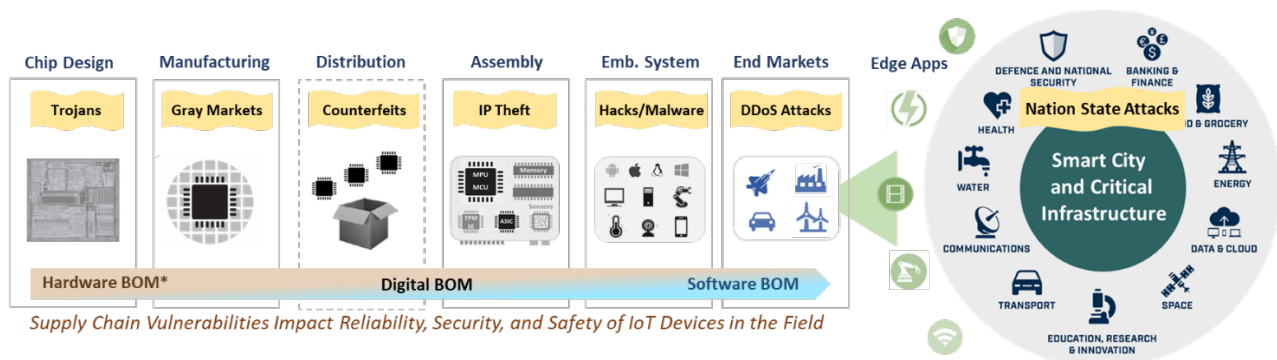 Chip Design
Manufacturing
Distribution
Assembly
Emb. System
End Markets
Edge Apps
Trojans
Gray Markets
Counterfeits
IP Theft
Hacks/Malware
DDoS Attacks
MPU
MCU
Memory
Sensors
ASIC
Hardware BOM*
Digital BOM
Software BOM
Supply Chain Vulnerabilities Impact Reliability, Security, and Safety of IoT Devices in the Field
DEFENCE AND NATIONAL
SECURITY
BANKING &
FINANCE
Nation State Attacks
& GROCERY
HEALTH
Smart City
and Critical
Infrastructure
WATER
ENERGY
COMMUNICATIONS
DATA & CLOUD
TRANSPORT
SPACE
EDUCATION, RESEARCH
& INNOVATION